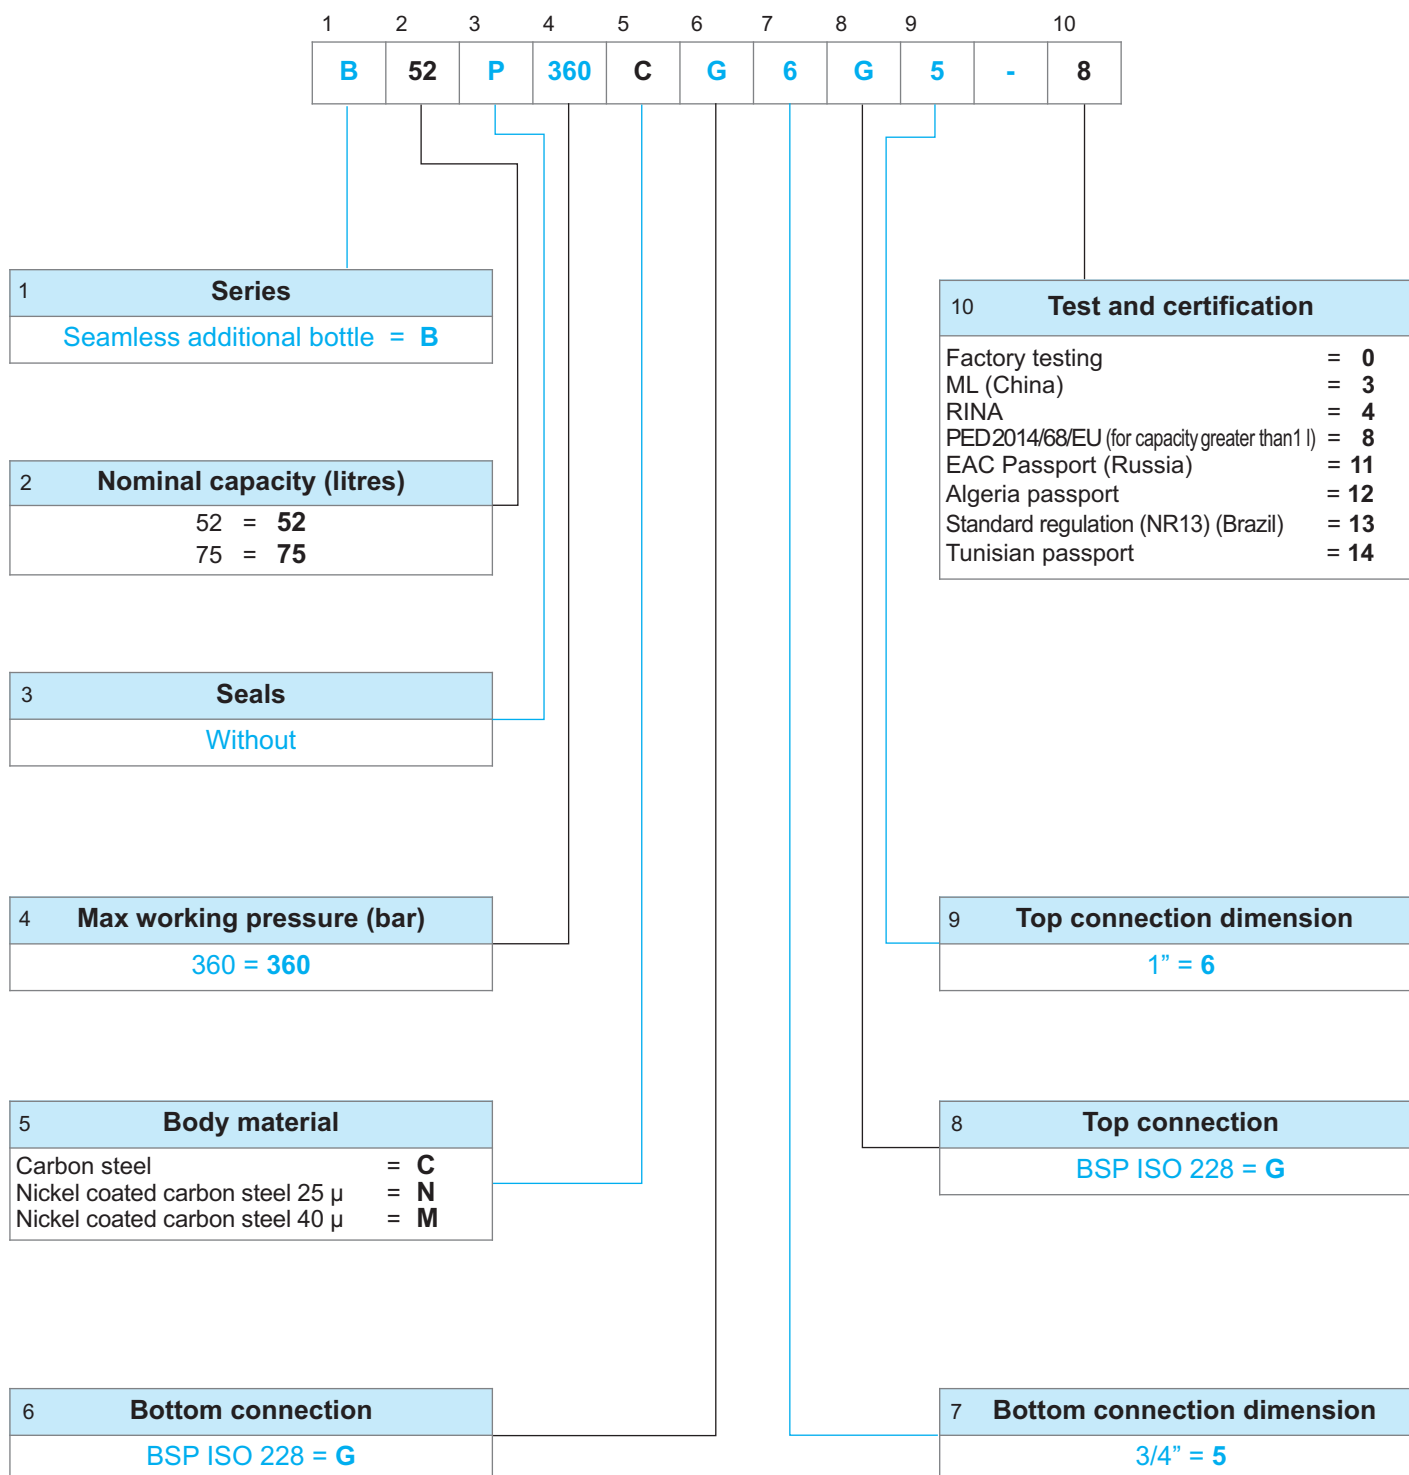 1 2 3 4 5 6 7 8 9 10
B 52 P 360 C G 6 G 5 - 8
1 Series
Seamless additional bottle = B
2 Nominal capacity (litres)
52 = 52
75 = 75
3 Seals
Without
4 Max working pressure (bar)
360 = 360
5 Body material
Carbon steel = C
Nickel coated carbon steel 25 µ = N
Nickel coated carbon steel 40 µ = M
6 Bottom connection
BSP ISO 228 = G
10 Test and certification
Factory testing = 0
ML (China) = 3
RINA = 4
PED 2014/68/EU (for capacity greater than1 l) = 8
EAC Passport (Russia) = 11
Algeria passport = 12
Standard regulation (NR13) (Brazil) = 13
Tunisian passport = 14
9 Top connection dimension
1” = 6
8 Top connection
BSP ISO 228 = G
7 Bottom connection dimension
3/4” = 5